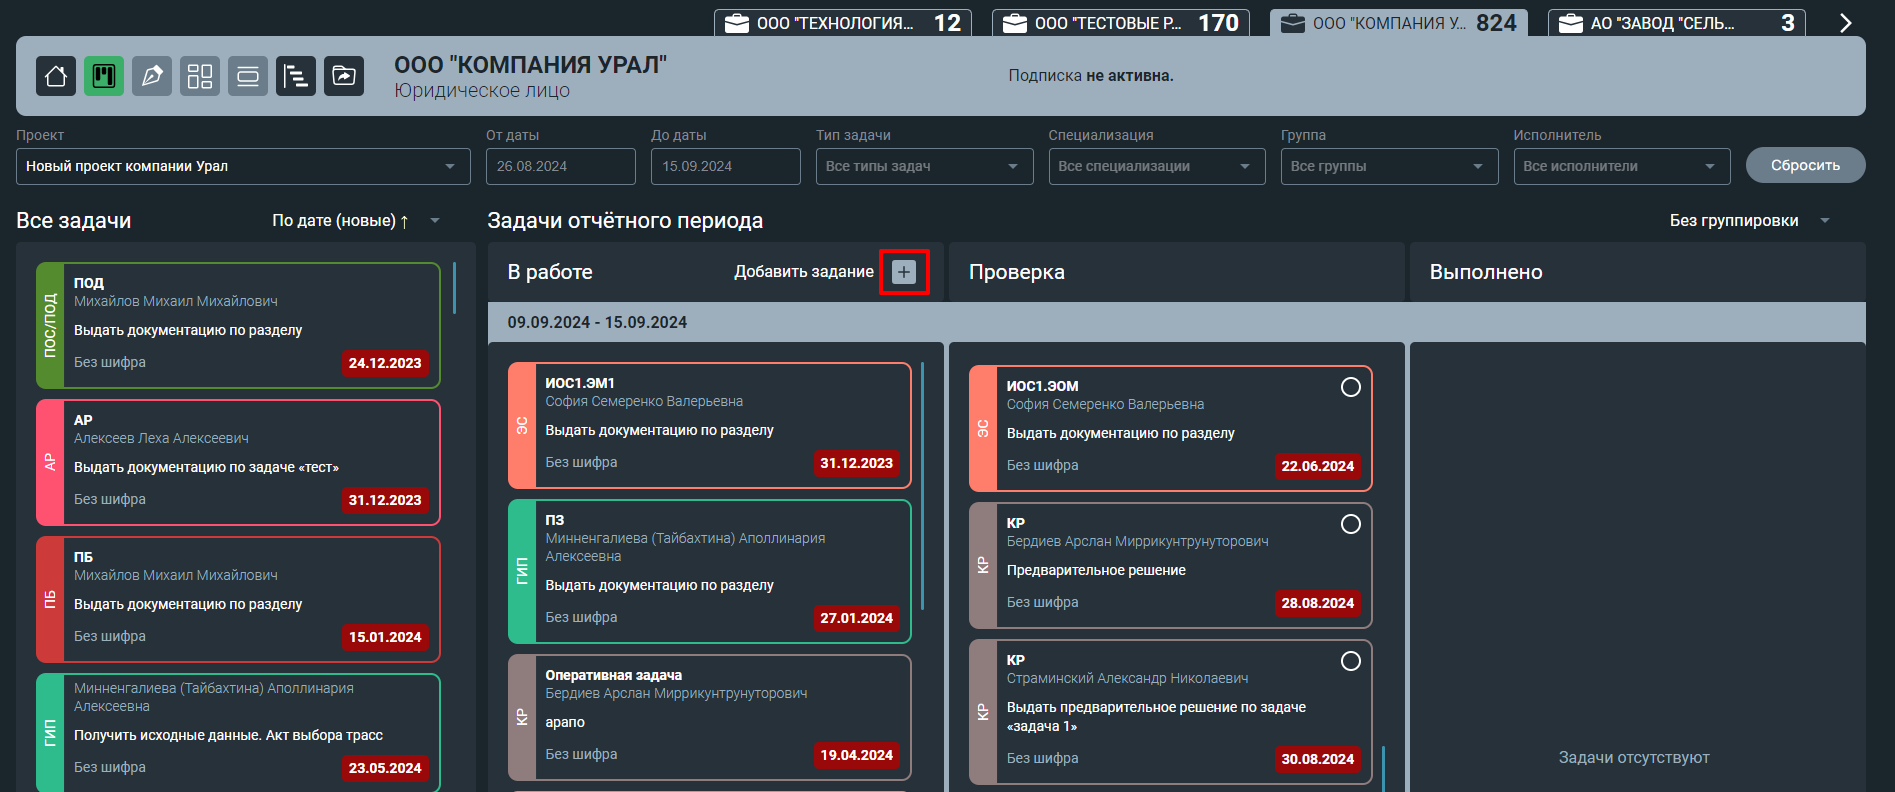 ООО "ТЕХНОЛОГИЯ... 12
ООО "ТЕСТОВЫЕ Р... 170
ООО "КОМПАНИЯ У... 824
АО "ЗАВОД "СЕЛЬ... 3
ООО "КОМПАНИЯ УРАЛ"
Юридическое лицо
Подписка не активна.
Проект
От даты
До даты
Тип задачи
Специализация
Группа
Исполнитель
Новый проект компании Урал
26.08.2024
15.09.2024
Все типы задач
Все специализации
Все группы
Все исполнители
Сбросить
Все задачи
По дате (новые) ↑
Задачи отчётного периода
Без группировки
ПОС/ПОД
ПОД
Михайлов Михаил Михайлович
Выдать документацию по разделу
Без шифра
24.12.2023
АР
АР
Алексеев Леха Алексеевич
Выдать документацию по задаче «тест»
Без шифра
31.12.2023
ПБ
ПБ
Михайлов Михаил Михайлович
Выдать документацию по разделу
Без шифра
15.01.2024
ГИП
Минненгалиева (Тайбахтина) Аполлинария
Алексеевна
Получить исходные данные. Акт выбора трасс
Без шифра
23.05.2024
В работе
Добавить задание +
Проверка
Выполнено
09.09.2024 - 15.09.2024
ЭС
ИОС1.ЭМ1
София Семеренко Валерьевна
Выдать документацию по разделу
Без шифра
31.12.2023
ГИП
ПЗ
Минненгалиева (Тайбахтина) Аполлинария
Алексеевна
Выдать документацию по разделу
Без шифра
27.01.2024
КР
Оперативная задача
Бердиев Арслан Миррикунтрунуторович
арапо
Без шифра
19.04.2024
ЭС
ИОС1.ЭОМ
София Семеренко Валерьевна
Выдать документацию по разделу
Без шифра
22.06.2024
КР
КР
Бердиев Арслан Миррикунтрунуторович
Предварительное решение
Без шифра
28.08.2024
КР
КР
Страминский Александр Николаевич
Выдать предварительное решение по задаче
«задача 1»
Без шифра
30.08.2024
Задачи отсутствуют